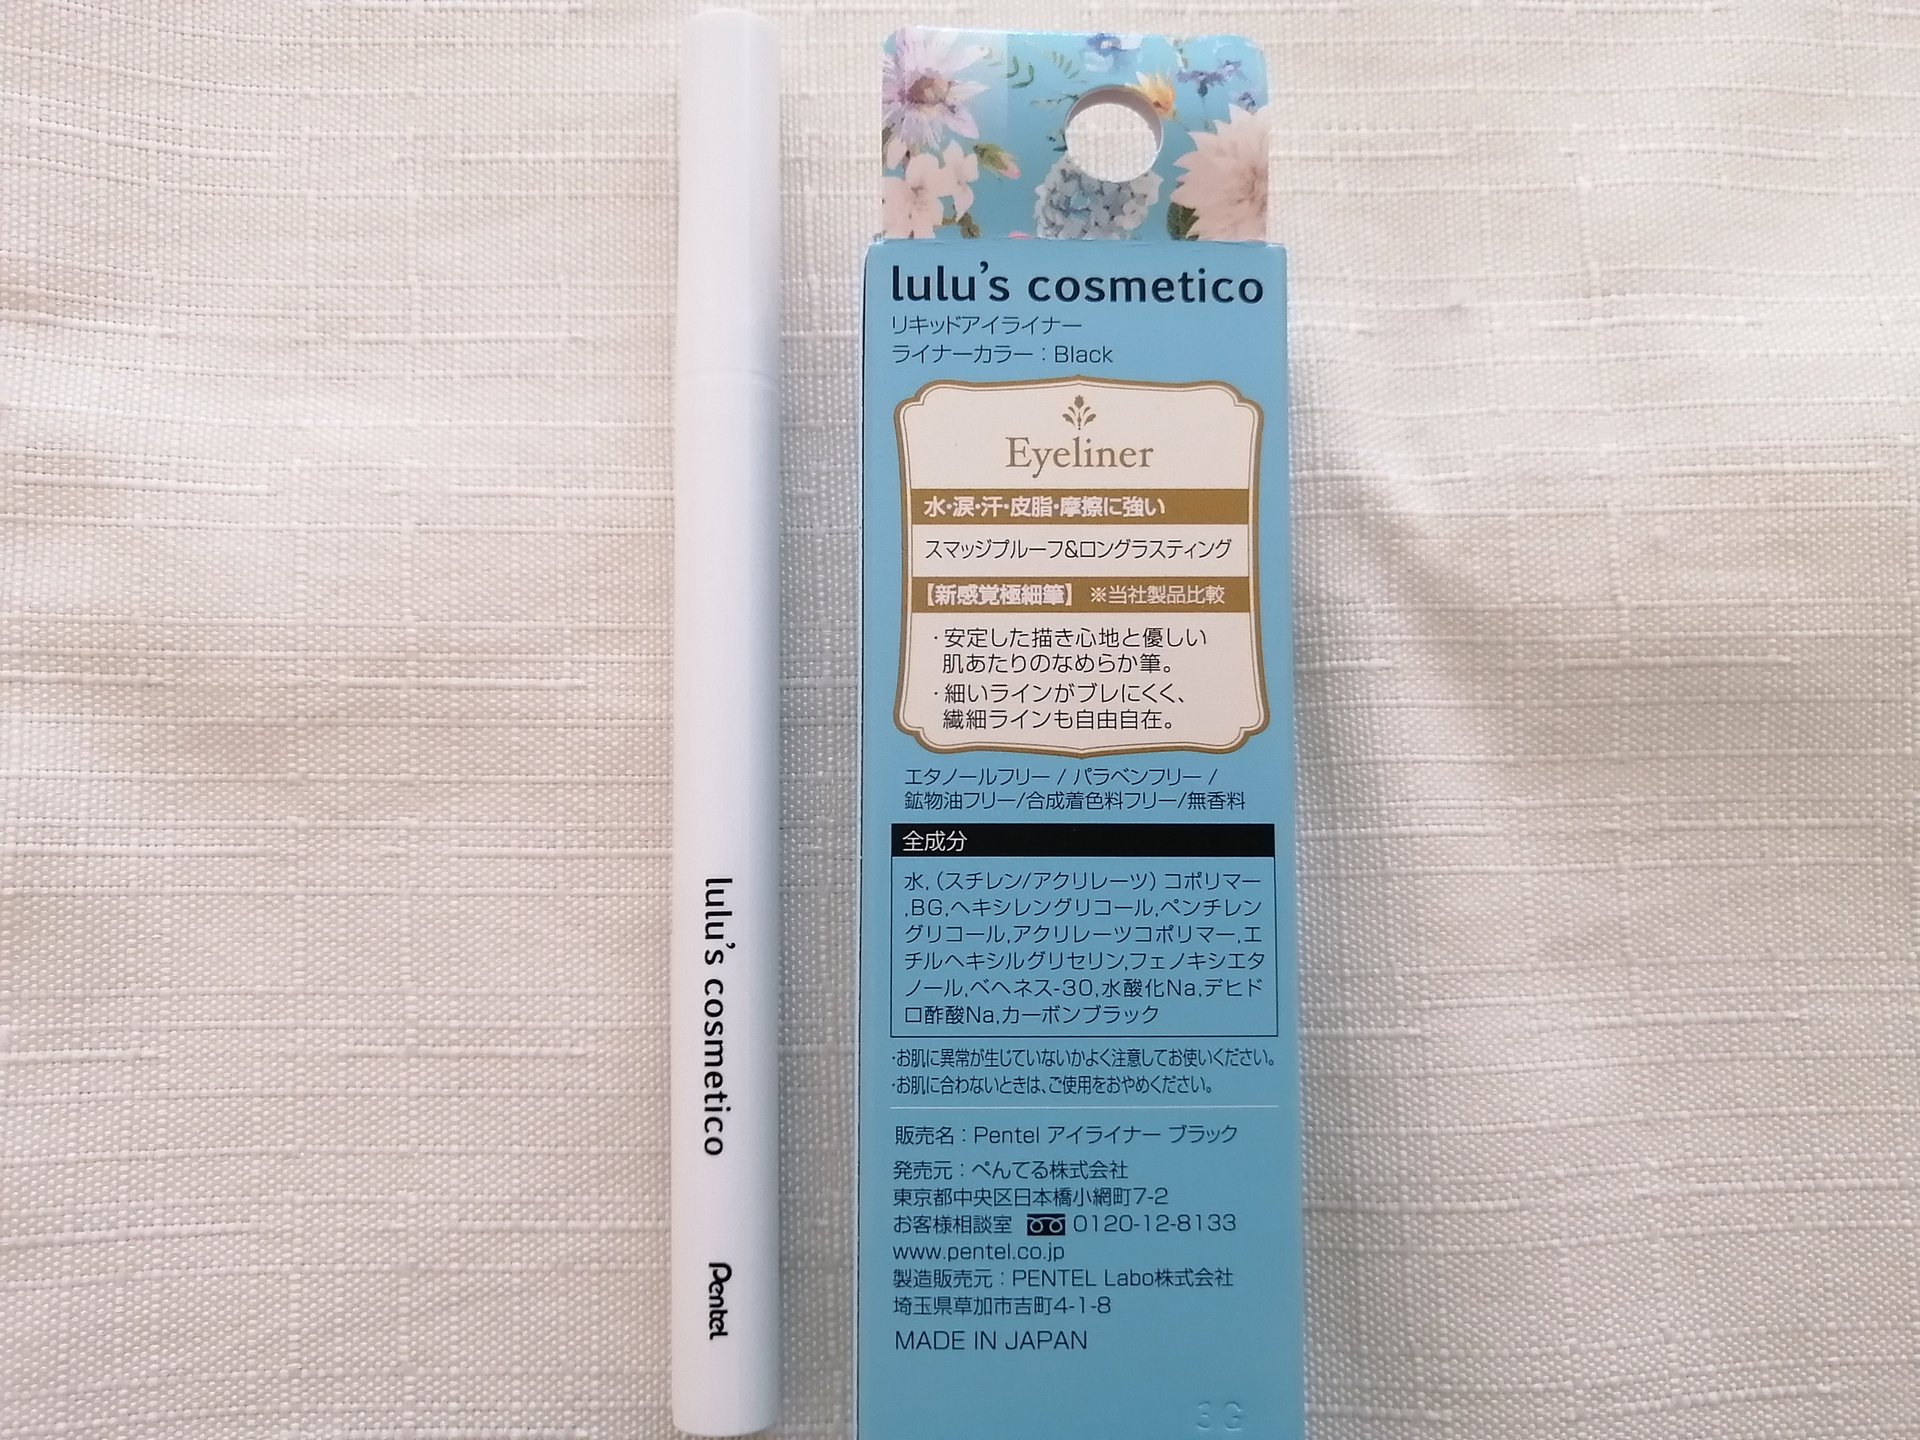 lulu's cosmetico
Pentel
lulu's cosmetico
リキッドアイライナー
ライナーカラー：Black
Eyeliner
水・涙・汗・皮脂・摩擦に強い
スマッジプルーフ&ロングラスティング
【新感覚極細筆】 ※当社製品比較
・安定した描き心地と優しい
肌あたりのなめらか筆。
・細いラインがブレにくく、
繊細ラインも自由自在。
エタノールフリー / パラベンフリー /
鉱物油フリー/合成着色料フリー/無香料
全成分
水,（スチレン/アクリレーツ）コポリマー
,BG,ヘキシレングリコール,ペンチレン
グリコール,アクリレーツコポリマー,エ
チルヘキシルグリセリン,フェノキシエタ
ノール,ベヘネス-30,水酸化Na,デヒド
ロ酢酸Na,カーボンブラック
・お肌に異常が生じていないかよく注意してお使いください。
・お肌に合わないときは、ご使用をおやめください。
販売名：Pentel アイライナー ブラック
発売元：ぺんてる株式会社
東京都中央区日本橋小網町7-2
お客様相談室 0120-12-8133
www.pentel.co.jp
製造販売元：PENTEL Labo株式会社
埼玉県草加市吉町4-1-8
MADE IN JAPAN
3G